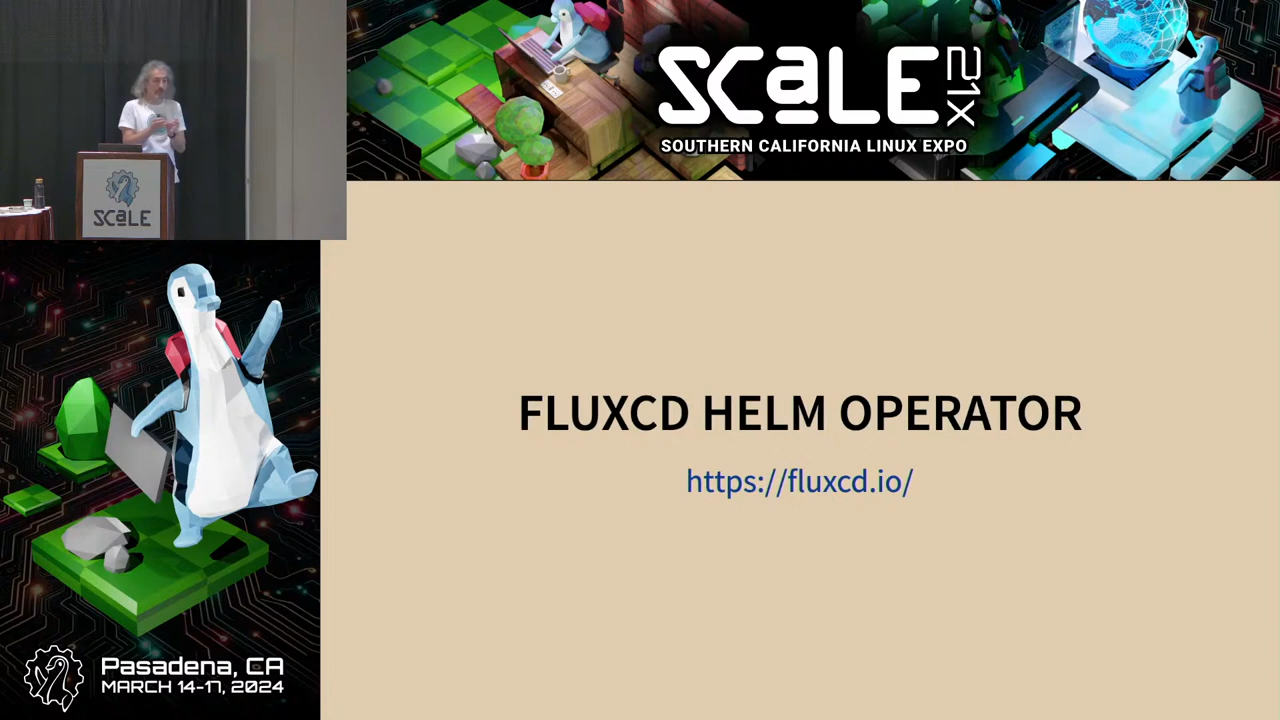 SCaLE
21X
SOUTHERN CALIFORNIA LINUX EXPO
SCaLE
FLUXCD HELM OPERATOR
https://fluxcd.io/
Pasadena, CA
MARCH 14-17, 2024